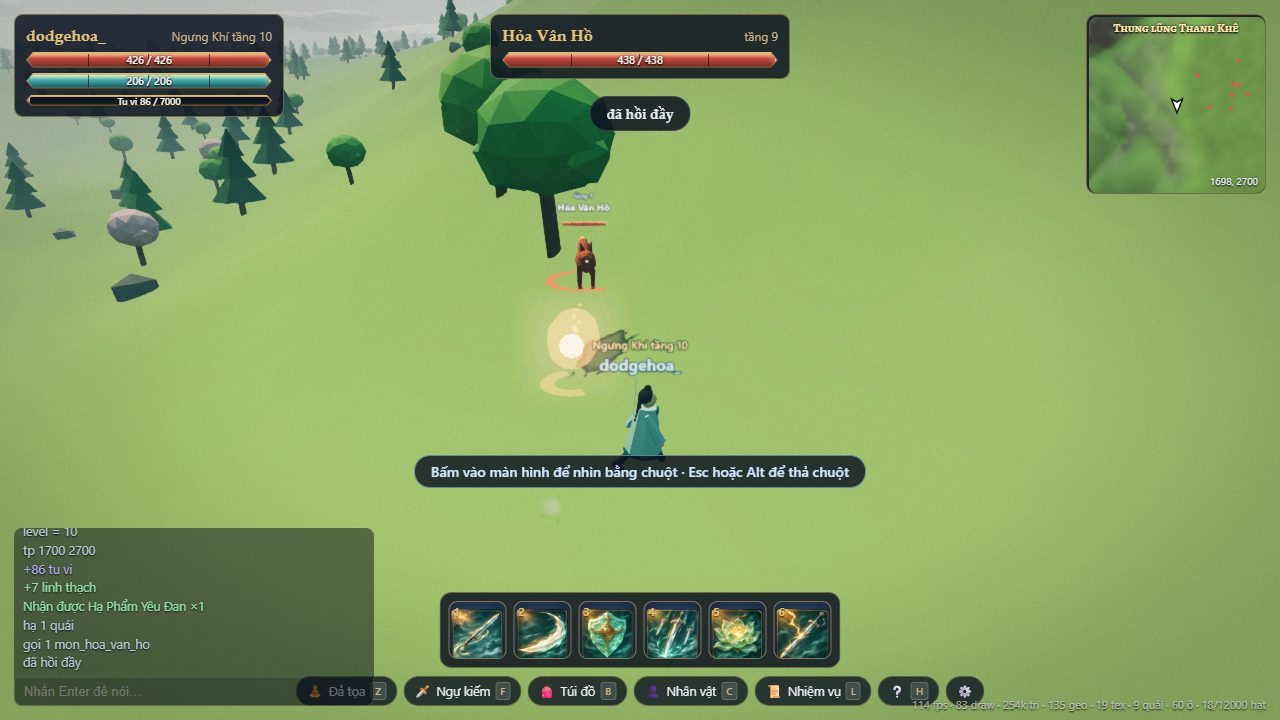 dodgehoa_
Ngưng Khí tầng 10
426 / 426
206 / 206
Tu vi 86 / 7000
Hỏa Vân Hồ
tầng 9
438 / 438
đã hồi đầy
Thung lũng Thanh Khê
1698, 2700
tầng 9
Hỏa Vân Hồ
Ngưng Khí tầng 10
dodgehoa_
Bấm vào màn hình để nhìn bằng chuột · Esc hoặc Alt để thả chuột
level = 10
tp 1700 2700
+86 tu vi
+7 linh thạch
Nhận được Hạ Phẩm Yêu Đan ×1
hạ 1 quái
gọi 1 mon_hoa_van_ho
đã hồi đầy
Nhấn Enter để nói...
1 2 3 4 5 6
Đả tọa Z
Ngự kiếm F
Túi đồ B
Nhân vật C
Nhiệm vụ L
? H
114 fps · 83 draw · 254k tri · 135 geo · 19 tex · 9 quái · 60 ô · 18/12000 hạt